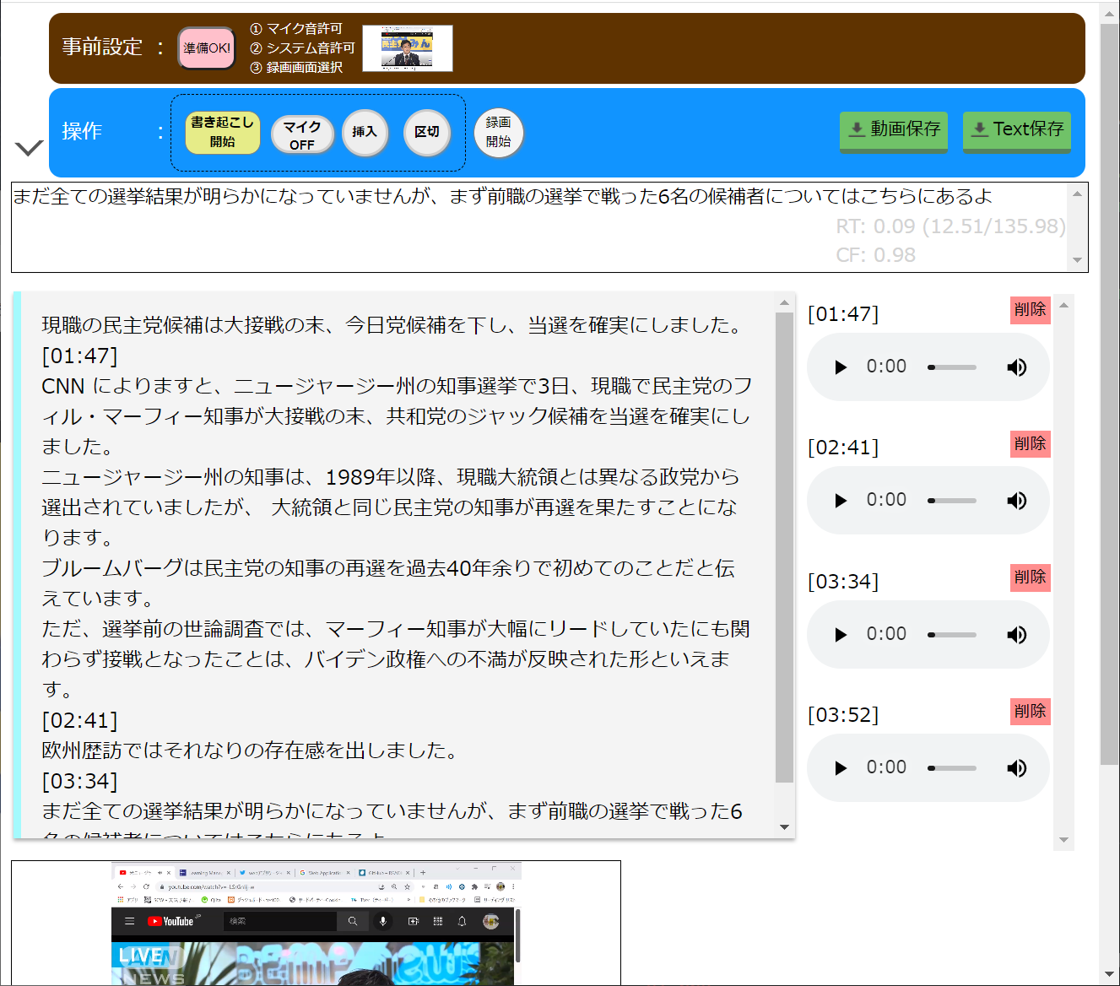 事前設定 ：
準備OK!
① マイク音許可
② システム音許可
③ 録画画面選択
操作 ：
書き起こし
開始
マイク
OFF
挿入
区切
録画
開始
動画保存
Text保存
まだ全ての選挙結果が明らかになっていませんが、まず前職の選挙で戦った6名の候補者についてはこちらにあるよ
RT: 0.09 (12.51/135.98)
CF: 0.98
現職の民主党候補は大接戦の末、今日党候補を下し、当選を確実にしました。
[01:47]
CNN によりますと、ニュージャージー州の知事選挙で3日、現職で民主党のフ
ィル・マーフィー知事が大接戦の末、共和党のジャック候補を当選を確実にし
ました。
ニュージャージー州の知事は、1989年以降、現職大統領とは異なる政党から
選出されていましたが、 大統領と同じ民主党の知事が再選を果たすことにな
ります。
ブルームバーグは民主党の知事の再選を過去40年余りで初めてのことだと伝
えています。
ただ、選挙前の世論調査では、マーフィー知事が大幅にリードしていたにも関
わらず接戦となったことは、バイデン政権への不満が反映された形といえま
す。
[02:41]
欧州歴訪ではそれなりの存在感を出しました。
[03:34]
まだ全ての選挙結果が明らかになっていませんが、まず前職の選挙で戦った6
名の候補者についてはこちらにあるよ
[01:47]
削除
0:00
[02:41]
削除
0:00
[03:34]
削除
0:00
[03:52]
削除
0:00
YouTube
検索
LIVE
NEWS